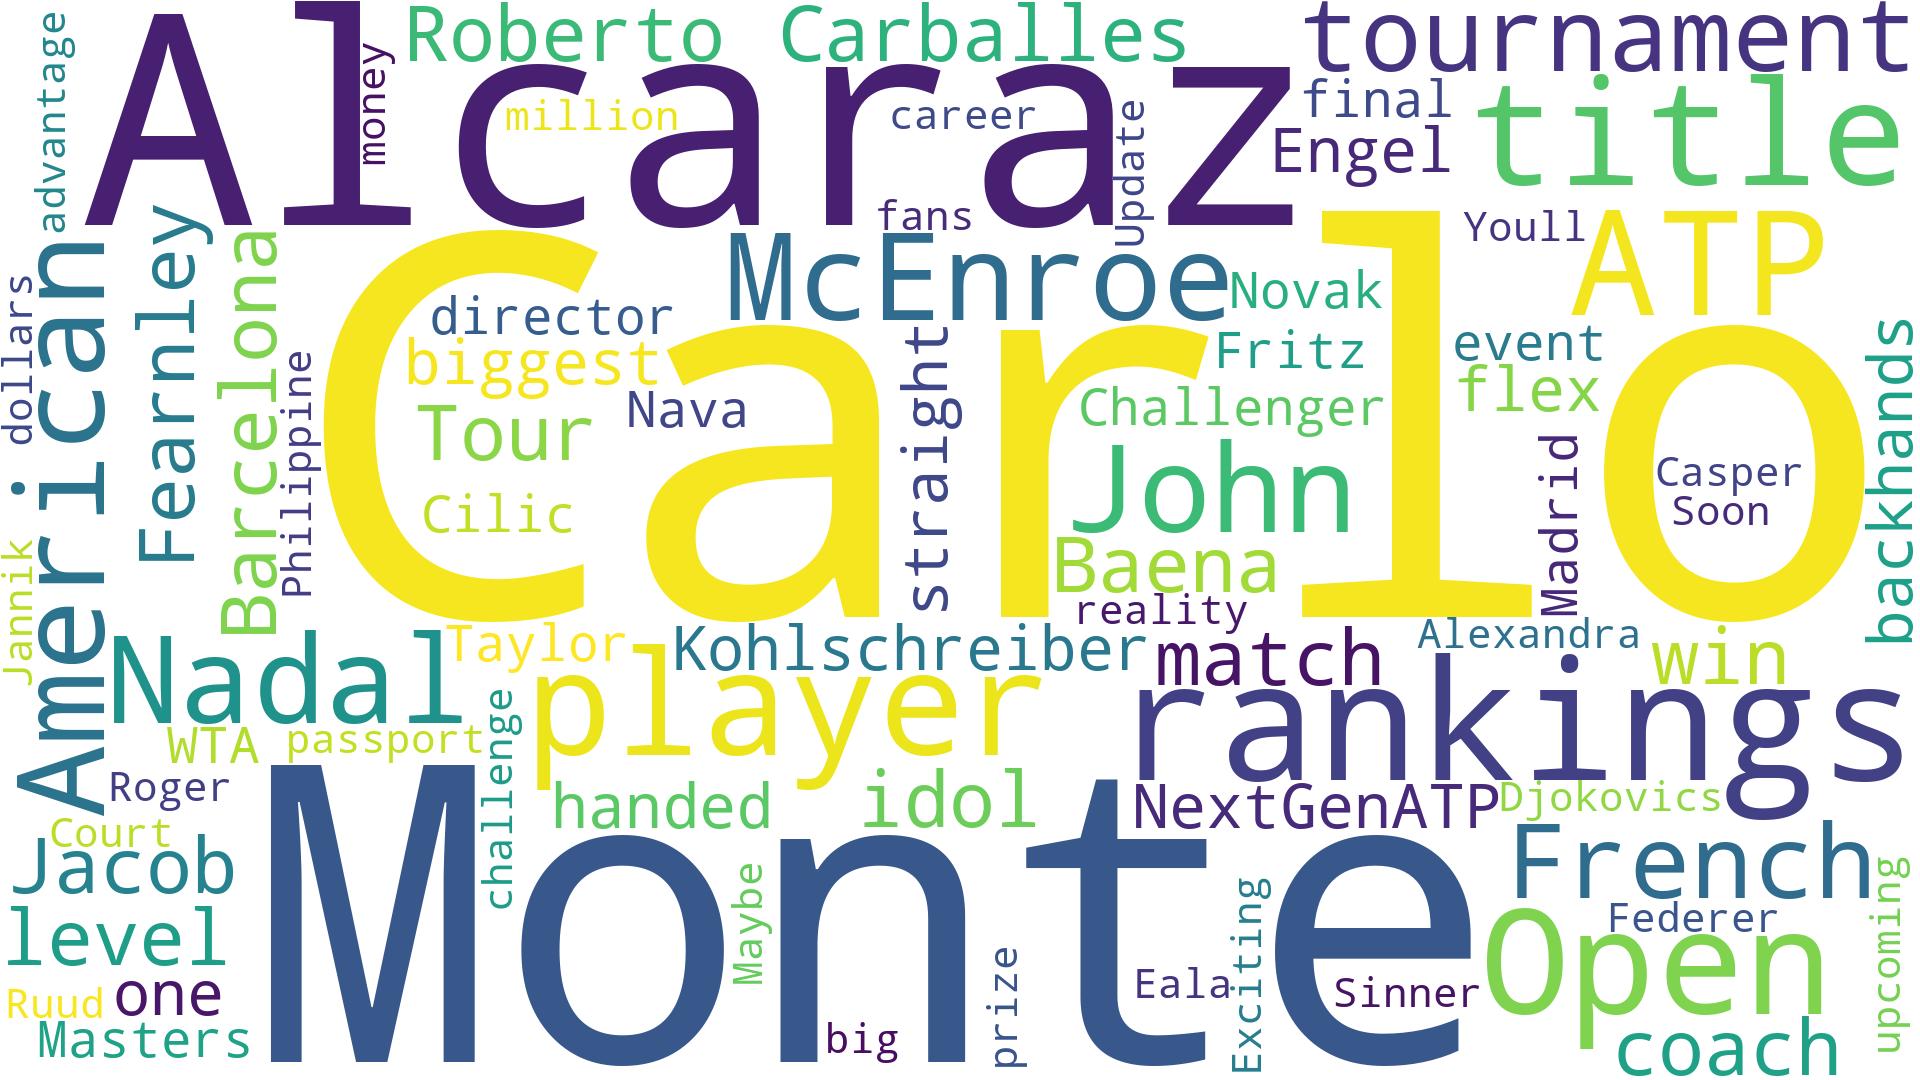 Roberto
Carballes
tournament
Alcaraz
advantage
money
million
career
Update
final
title
Engel
fans
Youll
ATP
American
dollars
Fearnley
Barcelona
Philippine
McEnroe
Novak
director
biggest
straight
Fritz
event
flex
backhands
Carlo
Tour
Nava
Challenger
John
Madrid
Casper
Soon
Cilic
Baena
reality
Jannik
Nadal
Taylor
Kohlschreiber
match
Alexandra
win
player
rankings
WTA
passport
challenge
Roger
Court
handed
idol
NextGenATP
Djokovics
Monte
Jacob
French
level
Maybe
Exciting
Open
Federer
upcoming
one
Ruud
Masters
big
prize
Eala
Sinner
coach